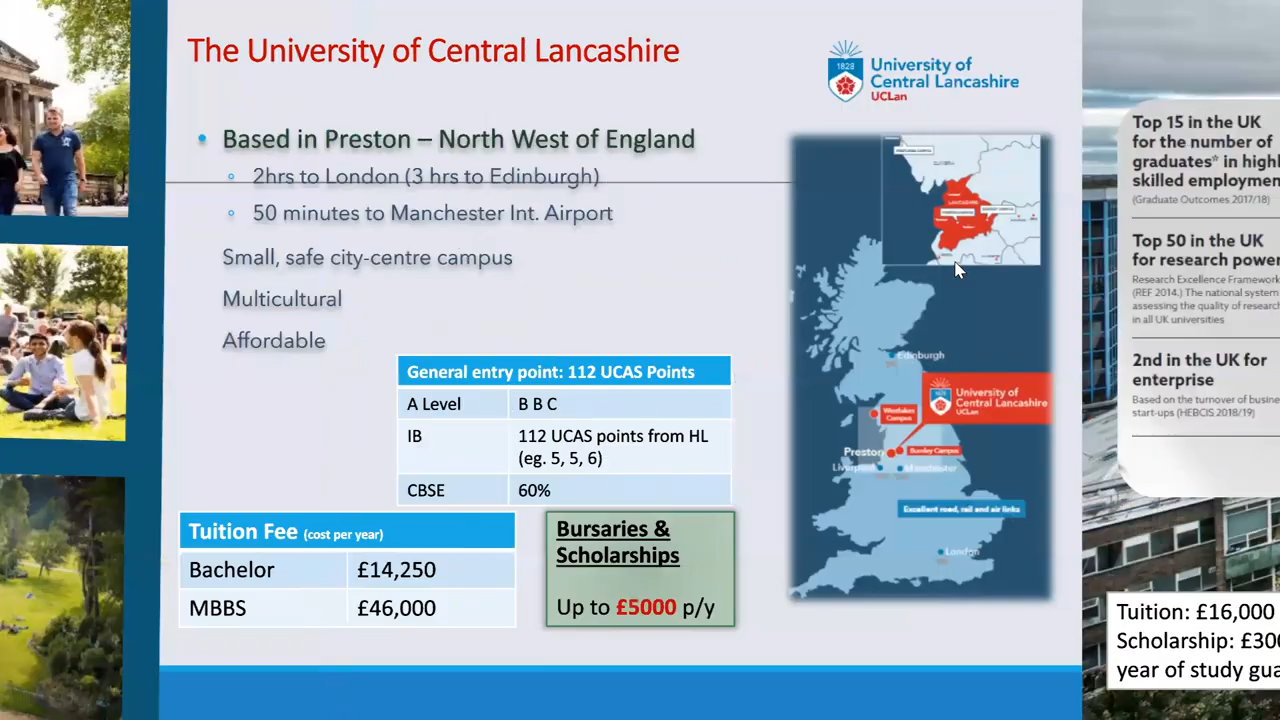 The University of Central Lancashire
1828
University of
Central Lancashire
UCLan
• Based in Preston – North West of England
◦ 2hrs to London (3 hrs to Edinburgh)
◦ 50 minutes to Manchester Int. Airport
Small, safe city-centre campus
Multicultural
Affordable
General entry point: 112 UCAS Points
A Level B B C
IB 112 UCAS points from HL
(eg. 5, 5, 6)
CBSE 60%
Tuition Fee (cost per year)
Bachelor £14,250
MBBS £46,000
Bursaries &
Scholarships
Up to £5000 p/y
LANCASHIRE
Edinburgh
University of
Central Lancashire
UCLan
Westlakes
Campus
Preston
Burnley Campus
Liverpool
Manchester
Excellent road, rail and air links
London
Top 15 in the UK
for the number of
graduates* in high
skilled employmen
(Graduate Outcomes 2017/18)
Top 50 in the UK
for research power
Research Excellence Framework
(REF 2014.) The national system
assessing the quality of research
in all UK universities
2nd in the UK for
enterprise
Based on the turnover of busine
start-ups (HEBCIS 2018/19)
Tuition: £16,000
Scholarship: £300
year of study gua